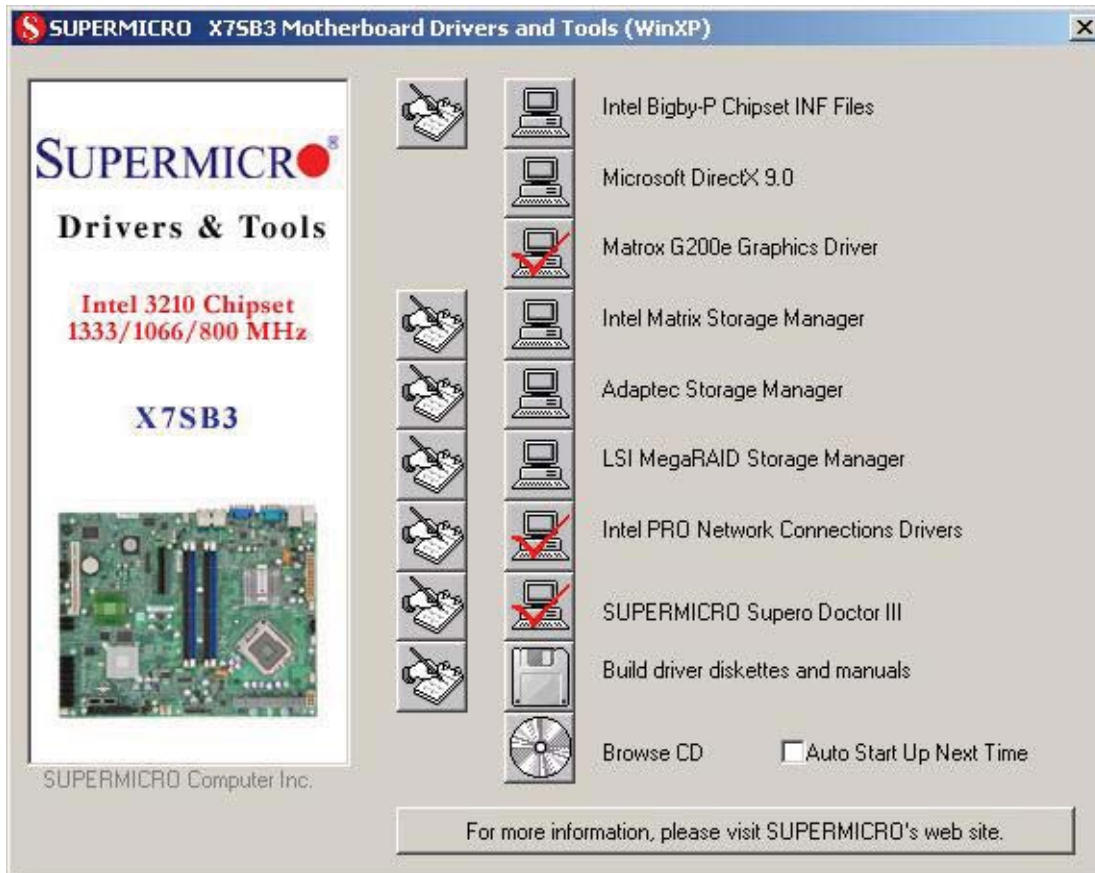 SUPERMICRO X7SB3 Motherboard Drivers and Tools (WinXP)
SUPERMICRO®
Drivers & Tools
Intel 3210 Chipset
1333/1066/800 MHz
X7SB3
SUPERMICRO Computer Inc.
Intel Bigby-P Chipset INF Files
Microsoft DirectX 9.0
Matrox G200e Graphics Driver
Intel Matrix Storage Manager
Adaptec Storage Manager
LSI MegaRAID Storage Manager
Intel PRO Network Connections Drivers
SUPERMICRO Supero Doctor III
Build driver diskettes and manuals
Browse CD
Auto Start Up Next Time
For more information, please visit SUPERMICRO's web site.